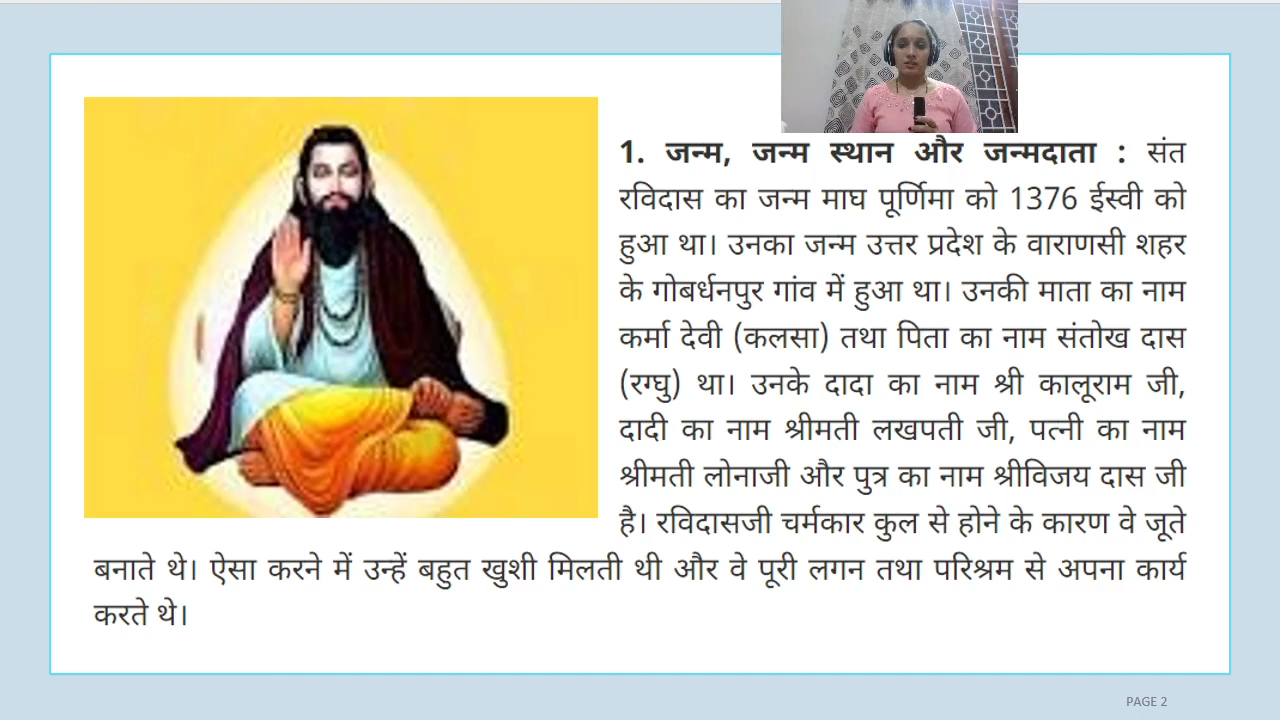 1. जन्म, जन्म स्थान और जन्मदाता : संत
रविदास का जन्म माघ पूर्णिमा को 1376 ईस्वी को
हुआ था। उनका जन्म उत्तर प्रदेश के वाराणसी शहर
के गोबर्धनपुर गांव में हुआ था। उनकी माता का नाम
कर्मा देवी (कलसा) तथा पिता का नाम संतोख दास
(रग्घु) था। उनके दादा का नाम श्री कालूराम जी,
दादी का नाम श्रीमती लखपती जी, पत्नी का नाम
श्रीमती लोनाजी और पुत्र का नाम श्रीविजय दास जी
है। रविदासजी चर्मकार कुल से होने के कारण वे जूते
बनाते थे। ऐसा करने में उन्हें बहुत खुशी मिलती थी और वे पूरी लगन तथा परिश्रम से अपना कार्य
करते थे।
PAGE 2